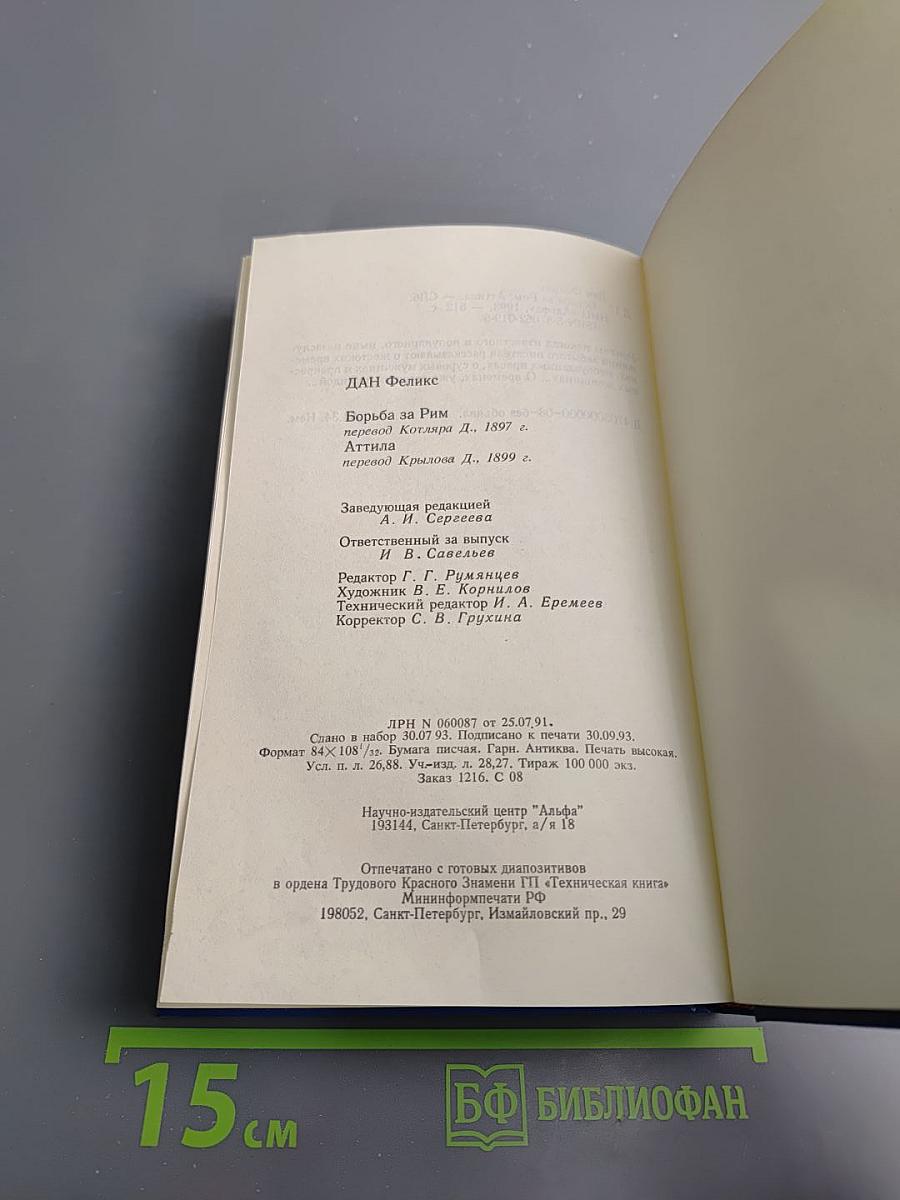 ДАН Феликс
Борьба за Рим
перевод Котляра Д., 1897 г.
Аттила
перевод Крылова Д., 1899 г.
Заведующая редакцией
А. И. Сергеева
Ответственный за выпуск
И В. Савельев
Редактор Г. Г. Румянцев
Художник В. Е. Корнилов
Технический редактор И. А. Еремеев
Корректор С. В. Грухина
ЛРН N 060087 от 25.07.91.
Сдано в набор 30.07 93. Подписано к печати 30.09.93.
Формат 84×108 1/32. Бумага писчая. Гарн. Антиква. Печать высокая.
Усл. п. л. 26,88. Уч-изд. л. 28,27. Тираж 100 000 экз.
Заказ 1216. С 08
Научно-издательский центр "Альфа"
193144, Санкт-Петербург, а/я 18
Отпечатано с готовых диапозитивов
в ордена Трудового Красного Знамени ГП «Техническая книга»
Мининформпечати РФ
198052, Санкт-Петербург, Измайловский пр., 29
15 см
БФ БИБЛИОФАН